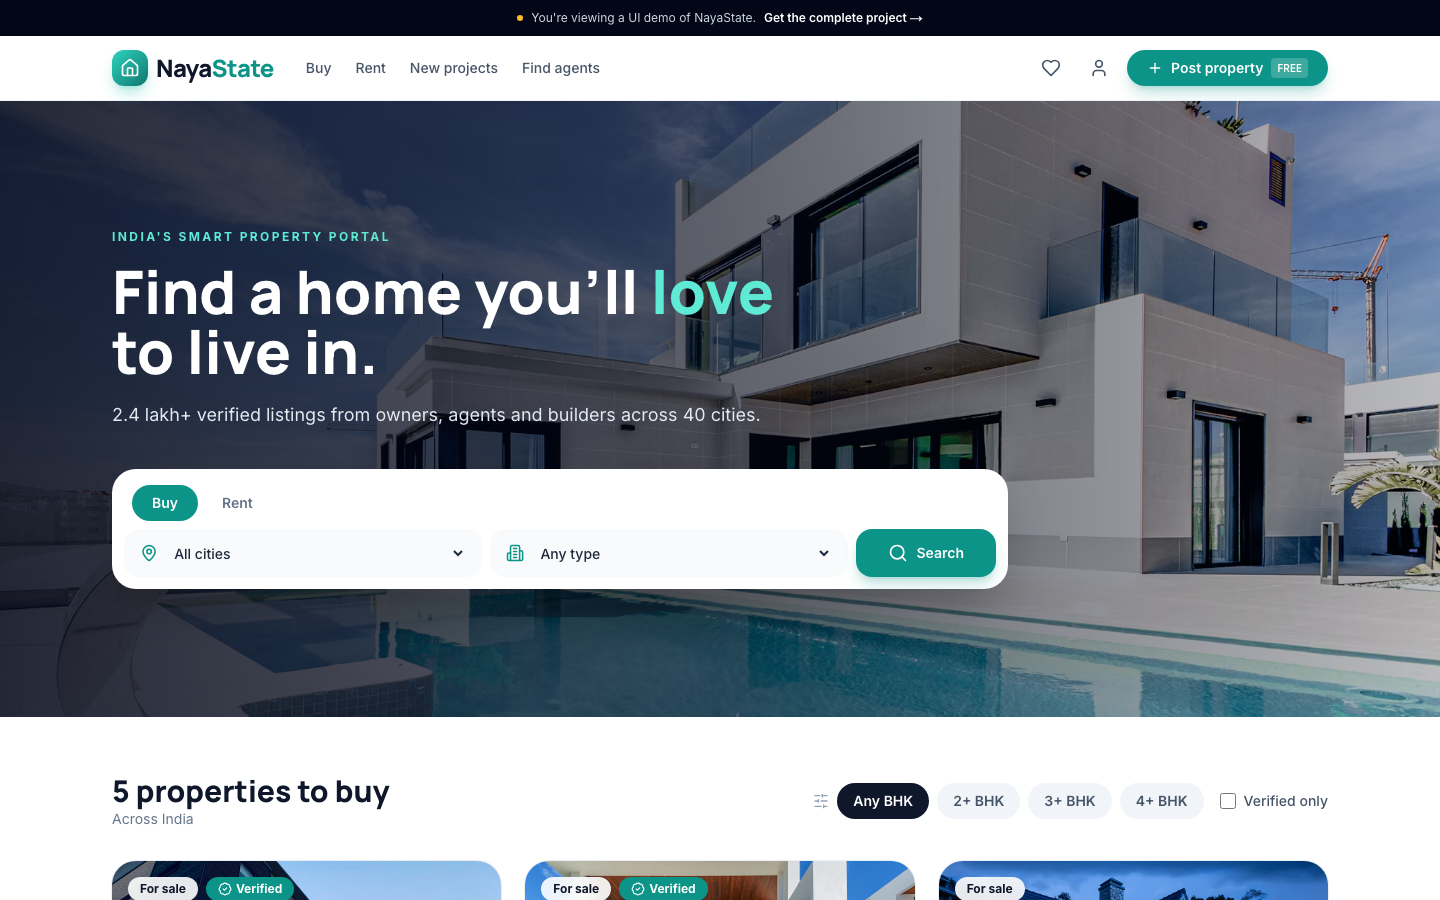 You're viewing a UI demo of NayaState. Get the complete project →
NayaState
Buy
Rent
New projects
Find agents
Post property FREE
INDIA'S SMART PROPERTY PORTAL
Find a home you’ll love
to live in.
2.4 lakh+ verified listings from owners, agents and builders across 40 cities.
Buy
Rent
All cities
Any type
Search
5 properties to buy
Across India
Any BHK
2+ BHK
3+ BHK
4+ BHK
Verified only
For sale
Verified
For sale
Verified
For sale